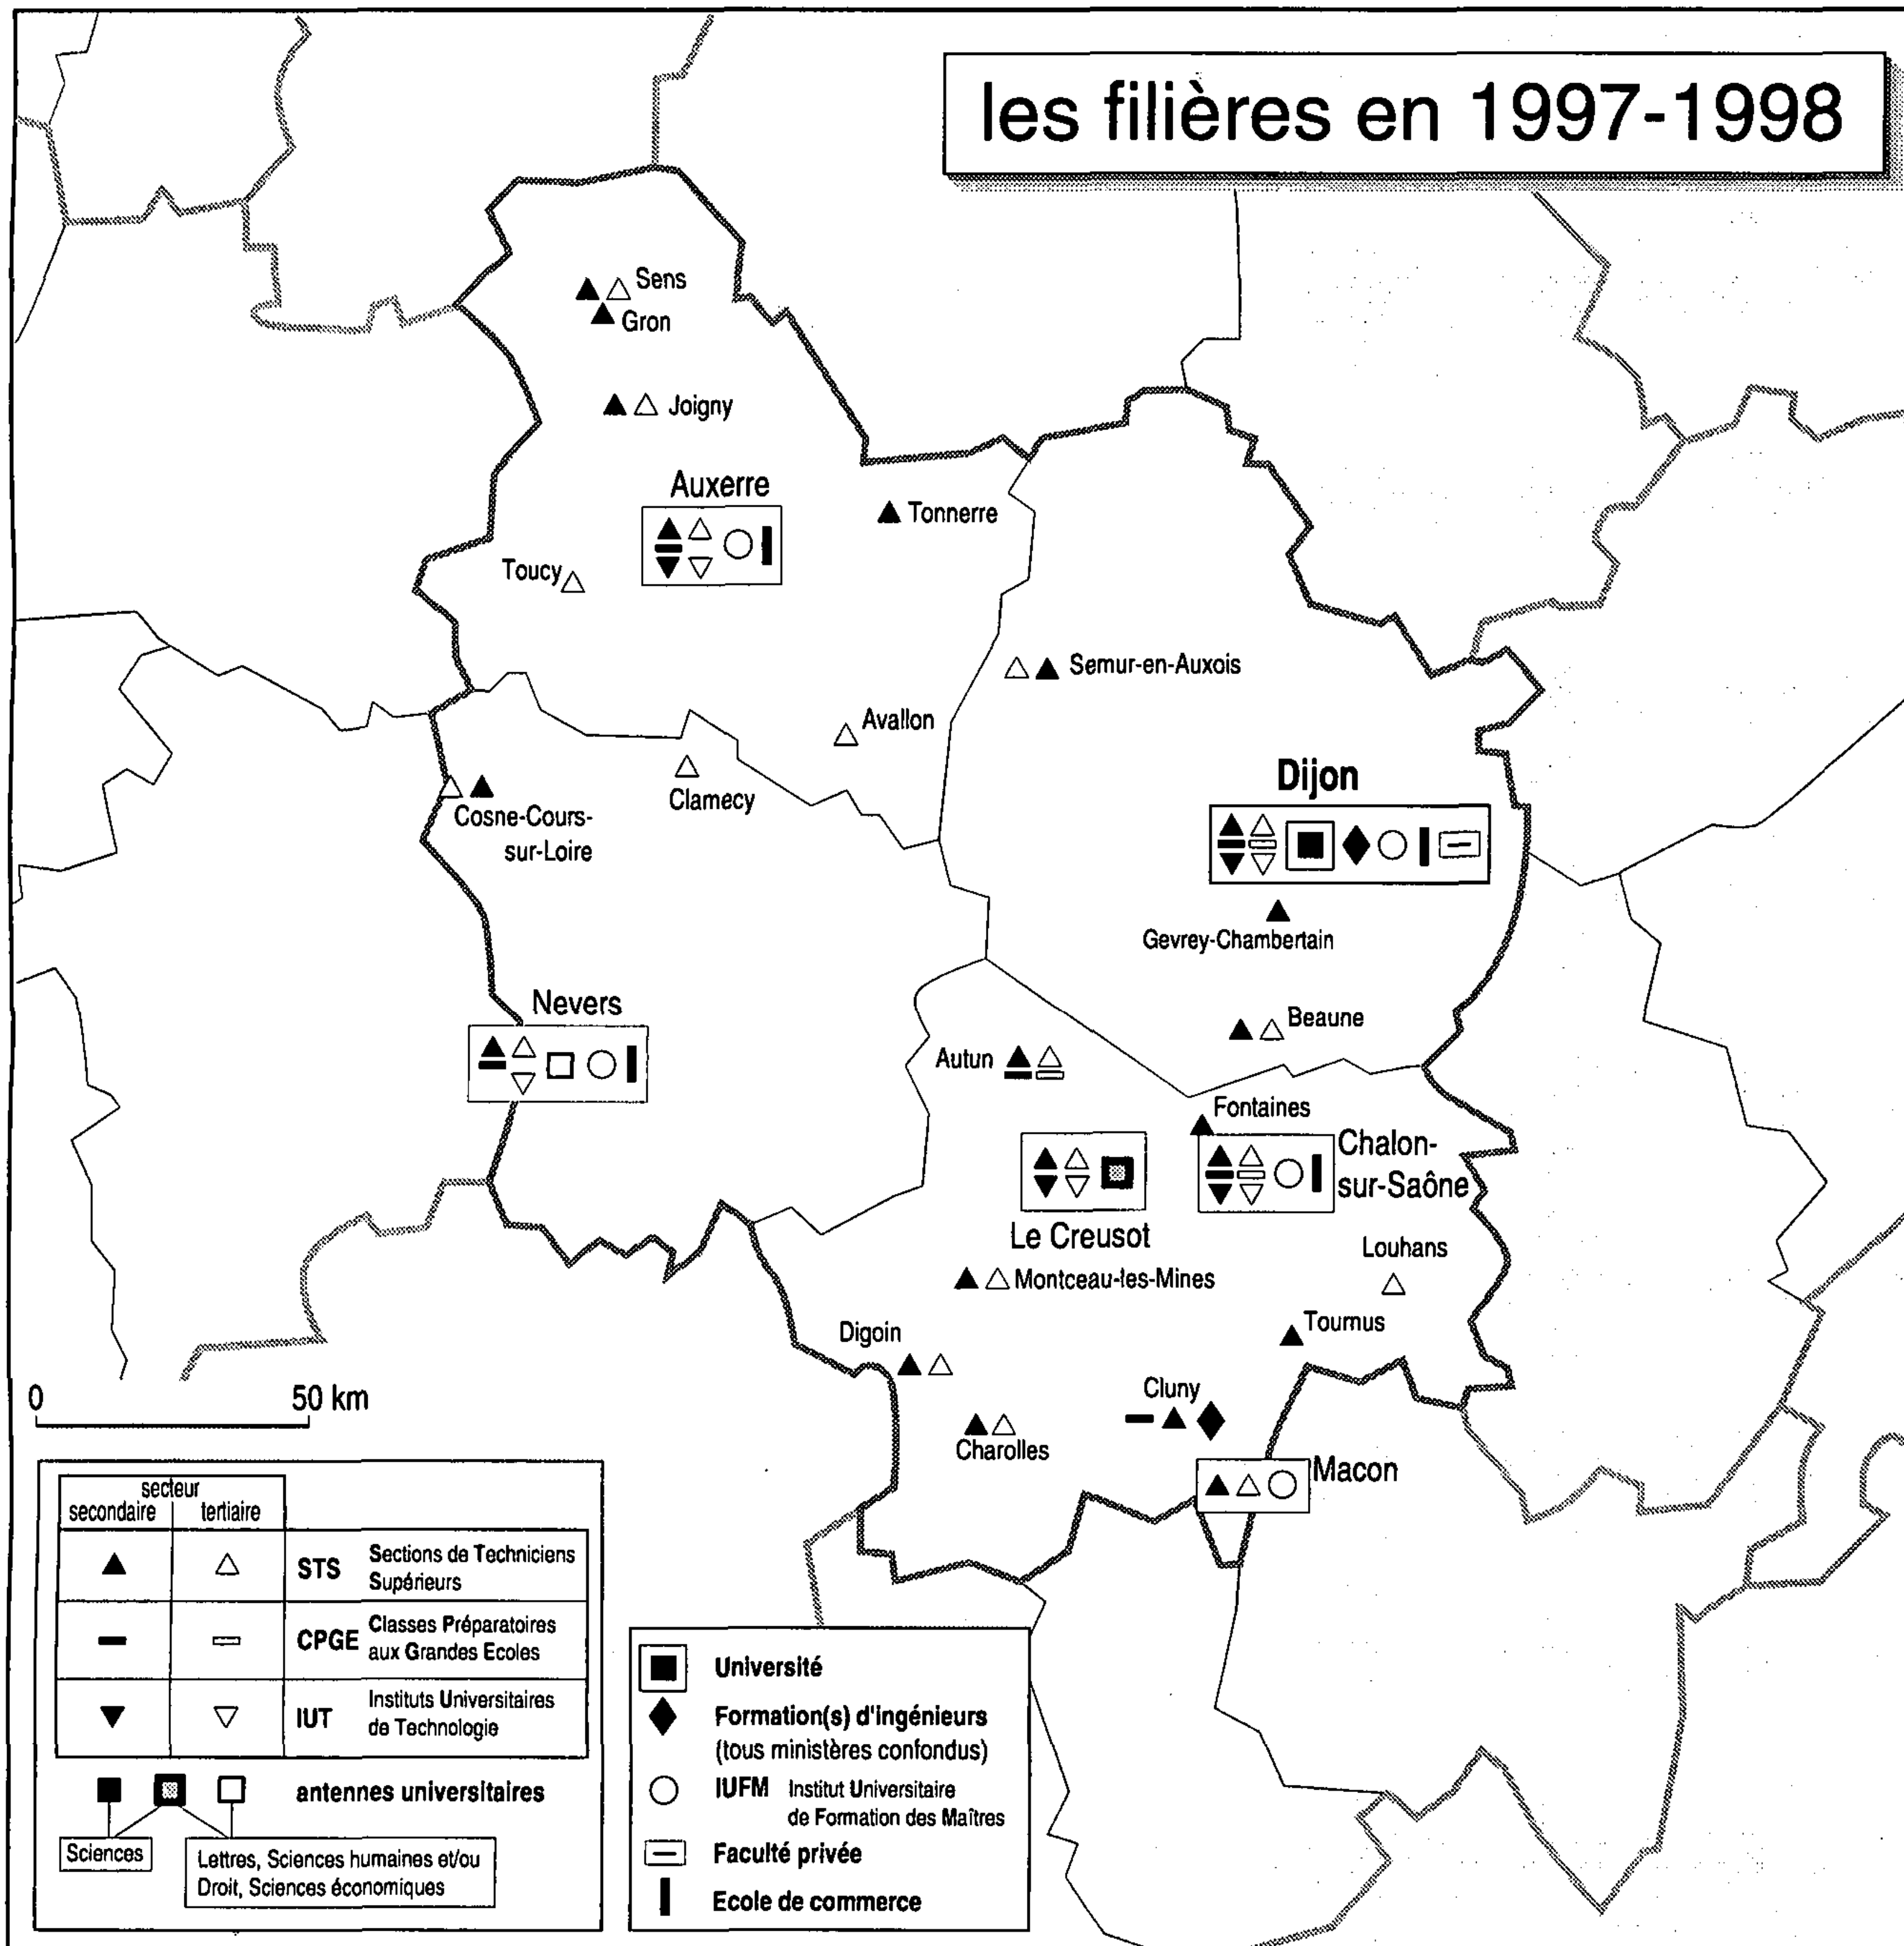 les filières en 1997-1998
Sens
Gron
Joigny
Auxerre
Tonnerre
Toucy
Semur-en-Auxois
Avallon
Clamecy
Cosne-Cours-
sur-Loire
Dijon
Gevrey-Chambertain
Nevers
Beaune
Autun
Fontaines
Chalon-
sur-Saône
Le Creusot
Louhans
Montceau-les-Mines
Tournus
Digoin
Cluny
Charolles
Macon
0 50 km
secteur
secondaire tertiaire
STS Sections de Techniciens
Supérieurs
CPGE Classes Préparatoires
aux Grandes Ecoles
IUT Instituts Universitaires
de Technologie
antennes universitaires
Sciences
Lettres, Sciences humaines et/ou
Droit, Sciences économiques
Université
Formation(s) d'ingénieurs
(tous ministères confondus)
IUFM Institut Universitaire
de Formation des Maîtres
Faculté privée
Ecole de commerce